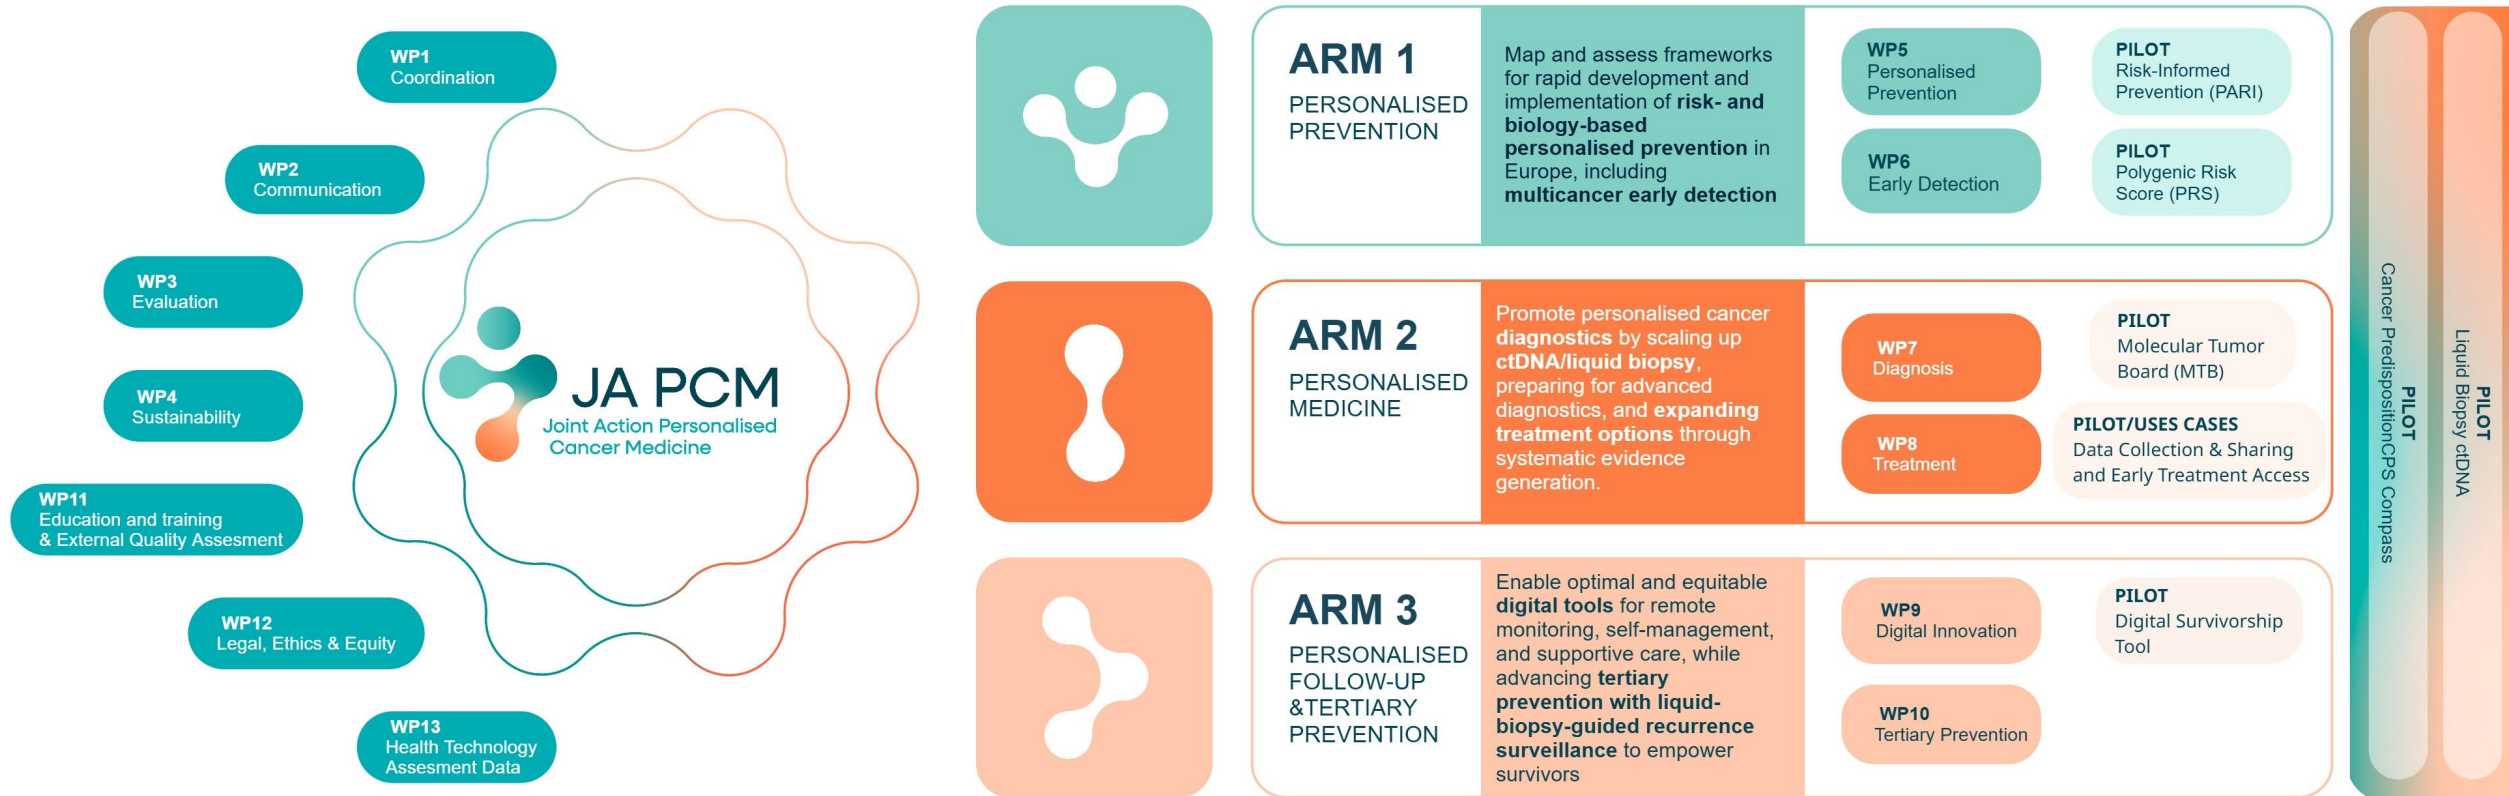 WP1
Coordination
WP2
Communication
WP3
Evaluation
WP4
Sustainability
WP11
Education and training
& External Quality Assesment
WP12
Legal, Ethics & Equity
WP13
Health Technology
Assesment Data
JA PCM
Joint Action Personalised
Cancer Medicine
ARM 1
PERSONALISED
PREVENTION
Map and assess frameworks
for rapid development and
implementation of risk- and
biology-based
personalised prevention in
Europe, including
multicancer early detection
WP5
Personalised
Prevention
WP6
Early Detection
PILOT
Risk-Informed
Prevention (PARI)
PILOT
Polygenic Risk
Score (PRS)
ARM 2
PERSONALISED
MEDICINE
Promote personalised cancer
diagnostics by scaling up
ctDNA/liquid biopsy,
preparing for advanced
diagnostics, and expanding
treatment options through
systematic evidence
generation.
WP7
Diagnosis
WP8
Treatment
PILOT
Molecular Tumor
Board (MTB)
PILOT/USES CASES
Data Collection & Sharing
and Early Treatment Access
ARM 3
PERSONALISED
FOLLOW-UP
&TERTIARY
PREVENTION
Enable optimal and equitable
digital tools for remote
monitoring, self-management,
and supportive care, while
advancing tertiary
prevention with liquid-
biopsy-guided recurrence
surveillance to empower
survivors
WP9
Digital Innovation
WP10
Tertiary Prevention
PILOT
Digital Survivorship
Tool
PILOT
Cancer PredispositionCPS Compass
PILOT
Liquid Biopsy ctDNA